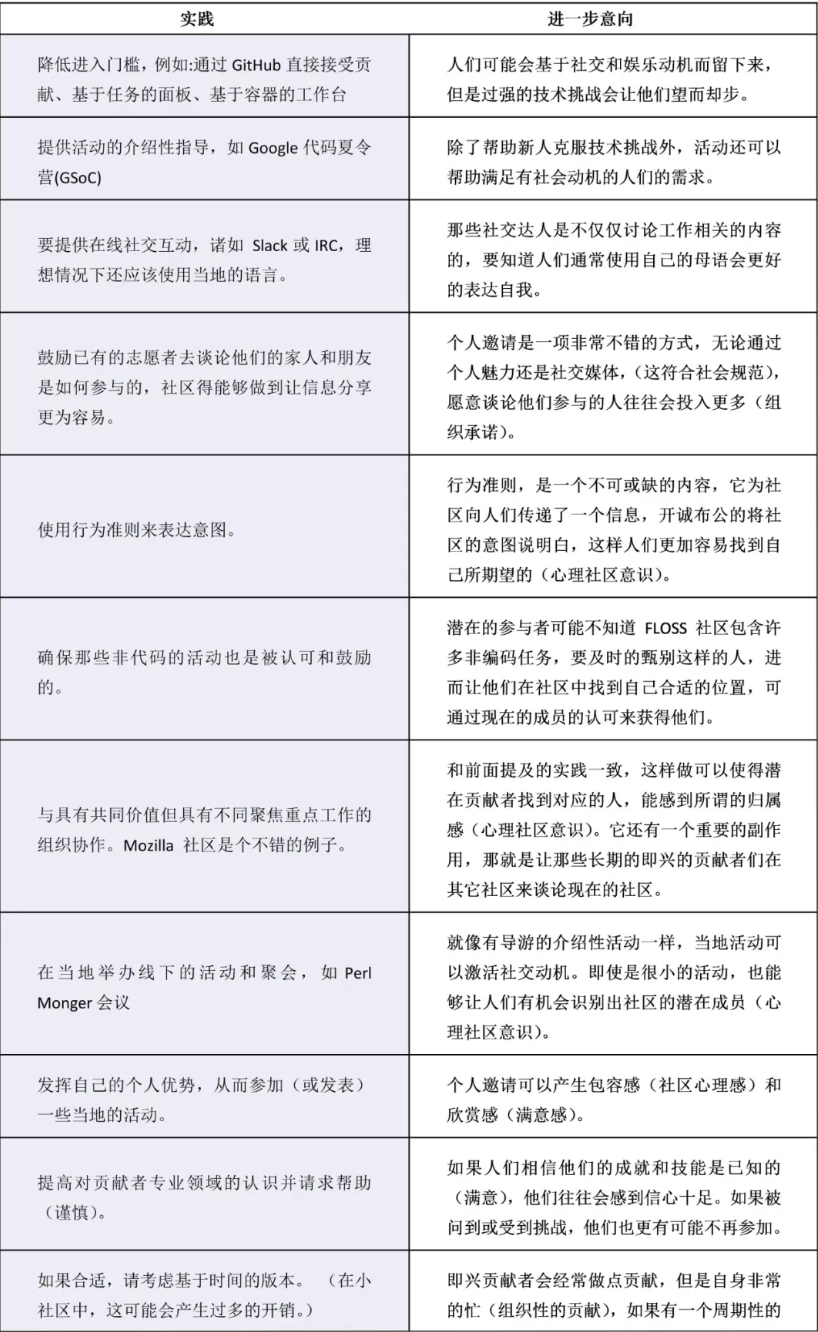 实践
进一步意向
降低进入门槛，例如:通过 GitHub 直接接受贡
献、基于任务的面板、基于容器的工作台
人们可能会基于社交和娱乐动机而留下来，
但是过强的技术挑战会让他们望而却步。
提供活动的介绍性指导，如 Google 代码夏令
营(GSoC)
除了帮助新人克服技术挑战外，活动还可以
帮助满足有社会动机的人们的需求。
要提供在线社交互动，诸如 Slack 或 IRC，理
想情况下还应该使用当地的语言。
那些社交达人是不仅仅讨论工作相关的内容
的，要知道人们通常使用自己的母语会更好
的表达自我。
鼓励已有的志愿者去谈论他们的家人和朋友
是如何参与的，社区得能够做到让信息分享
更为容易。
个人邀请是一项非常不错的方式，无论通过
个人魅力还是社交媒体，（这符合社会规范），
愿意谈论他们参与的人往往会投入更多（组
织承诺）。
使用行为准则来表达意图。
行为准则，是一个不可或缺的内容，它为社
区向人们传递了一个信息，开诚布公的将社
区的意图说明白，这样人们更加容易找到自
己所期望的（心理社区意识）。
确保那些非代码的活动也是被认可和鼓励
的。
潜在的参与者可能不知道 FLOSS 社区包含许
多非编码任务，要及时的甄别这样的人，进
而让他们在社区中找到自己合适的位置，可
通过现在的成员的认可来获得他们。
与具有共同价值但具有不同聚焦重点工作的
组织协作。Mozilla 社区是个不错的例子。
和前面提及的实践一致，这样做可以使得潜
在贡献者找到对应的人，能感到所谓的归属
感（心理社区意识）。它还有一个重要的副作
用，那就是让那些长期的即兴的贡献者们在
其它社区来谈论现在的社区。
在当地举办线下的活动和聚会，如 Perl
Monger 会议
就像有导游的介绍性活动一样，当地活动可
以激活社交动机。即使是很小的活动，也能
够让人们有机会识别出社区的潜在成员（心
理社区意识）。
发挥自己的个人优势，从而参加（或发表）
一些当地的活动。
个人邀请可以产生包容感（社区心理感）和
欣赏感（满意感）。
提高对贡献者专业领域的认识并请求帮助
（谨慎）。
如果人们相信他们的成就和技能是已知的
（满意），他们往往会感到信心十足。如果被
问到或受到挑战，他们也更有可能不再参加。
如果合适，请考虑基于时间的版本。（在小
社区中，这可能会产生过多的开销。）
即兴贡献者会经常做点贡献，但是自身非常
的忙（组织性的贡献），如果有一个周期性的